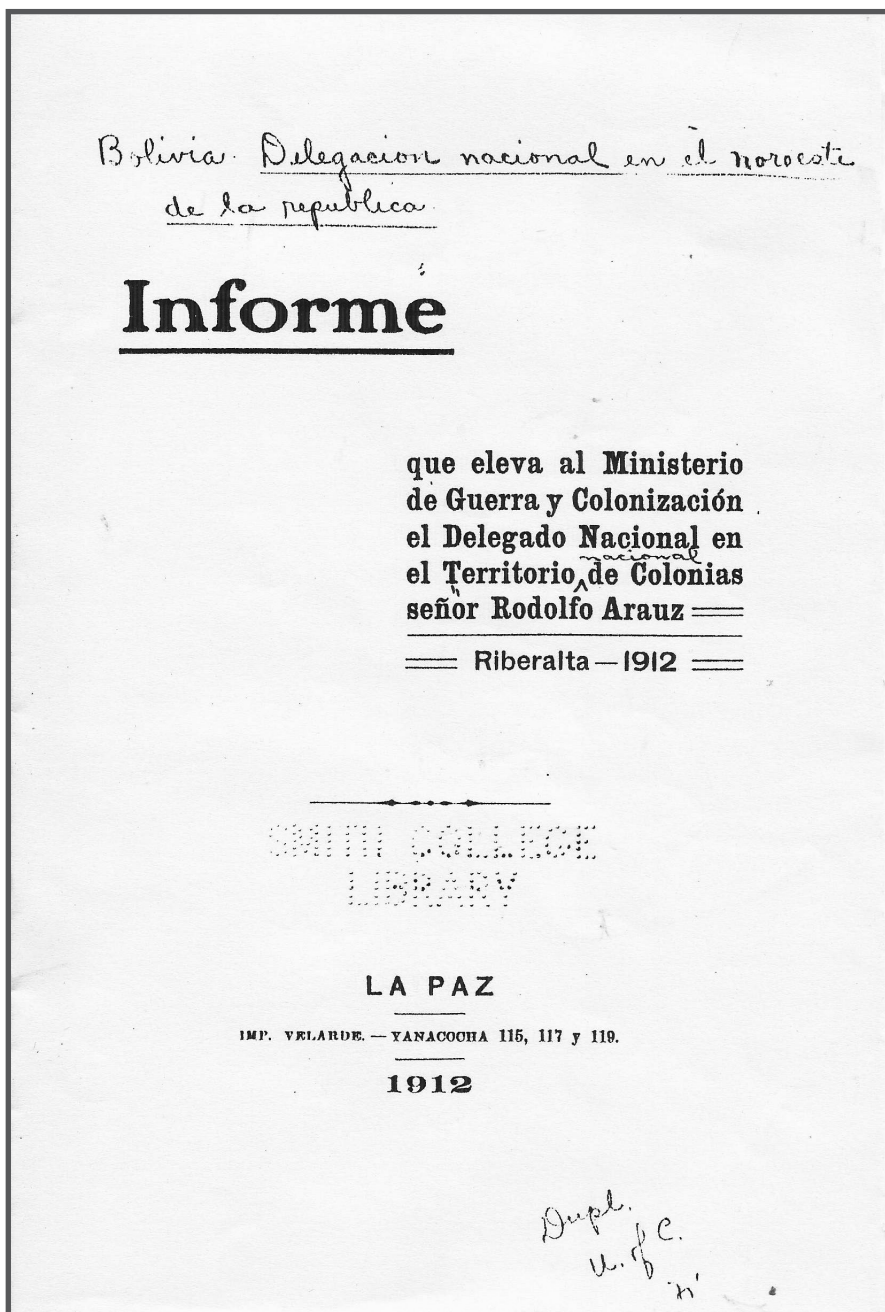 Bolivia. Delegacion nacional en el noroeste
de la republica.
Informe
que eleva al Ministerio
de Guerra y Colonización
el Delegado Nacional en
nacional
el Territorio ^ de Colonias
señor Rodolfo Arauz
Riberalta — 1912
SMITH COLLEGE
LIBRARY
LA PAZ
IMP. VELARDE. — YANACOCHA 115, 117 y 119.
1912
Dupl.
U. of C.